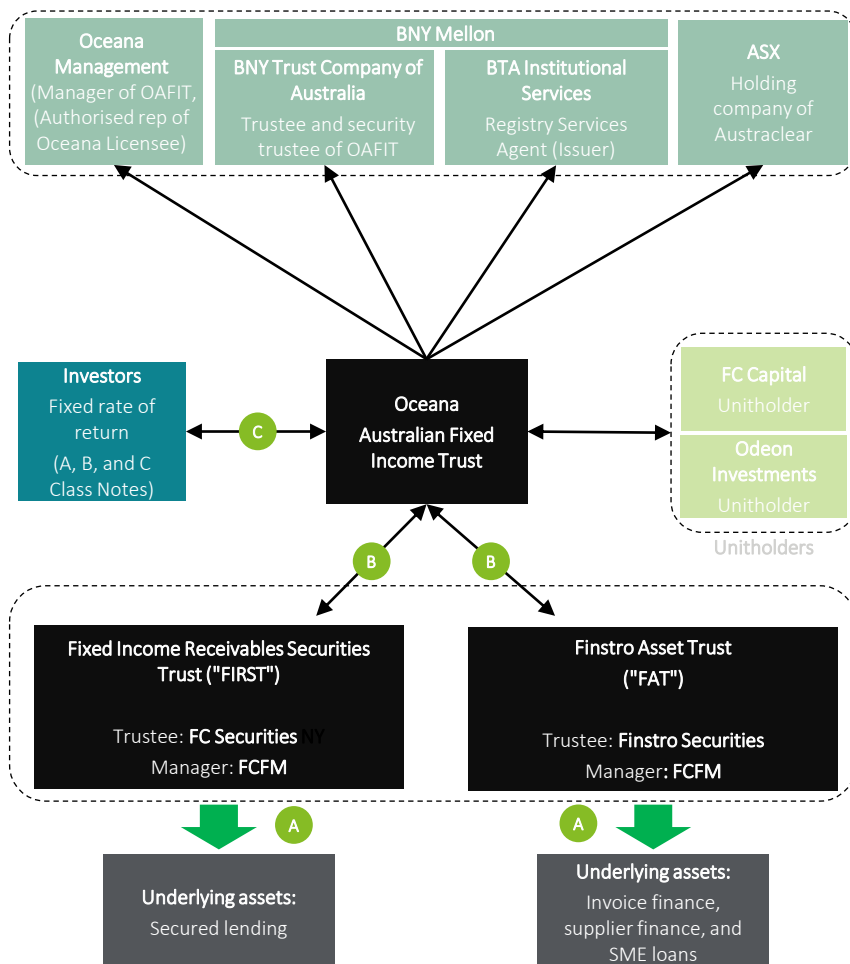 Oceana
Management
(Manager of OAFIT,
(Authorised rep of
Oceana Licensee)
BNY Mellon
BNY Trust Company of
Australia
Trustee and security
trustee of OAFIT
BTA Institutional
Services
Registry Services
Agent (Issuer)
ASX
Holding
company of
Austraclear
Investors
Fixed rate of
return
(A, B, and C
Class Notes)
C
Oceana
Australian Fixed
Income Trust
FC Capital
Unitholder
Odeon
Investments
Unitholder
Unitholders
B
B
Fixed Income Receivables Securities
Trust ("FIRST")
Trustee: FC Securities NY
Manager: FCFM
Finstro Asset Trust
("FAT")
Trustee: Finstro Securities
Manager: FCFM
A
A
Underlying assets:
Secured lending
Underlying assets:
Invoice finance,
supplier finance, and
SME loans